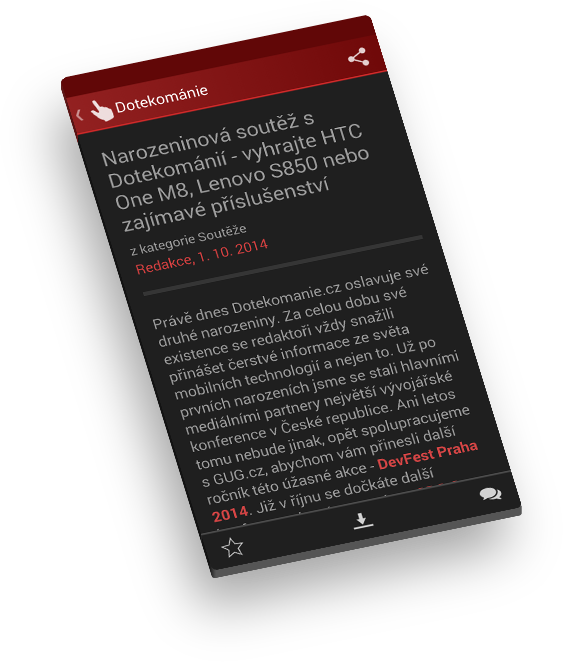 Dotekománie
Narozeninová soutěž s
Dotekománií - vyhrajte HTC
One M8, Lenovo S850 nebo
zajímavé příslušenství
z kategorie Soutěže
Redakce, 1. 10. 2014
Právě dnes Dotekomanie.cz oslavuje své
druhé narozeniny. Za celou dobu své
existence se redaktoři vždy snažili
přinášet čerstvé informace ze světa
mobilních technologií a nejen to. Už po
prvních narozeních jsme se stali hlavními
mediálními partnery největší vývojářské
konference v České republice. Ani letos
tomu nebude jinak, opět spolupracujeme
s GUG.cz, abychom vám přinesli další
ročník této úžasné akce - DevFest Praha
2014. Již v říjnu se dočkáte další